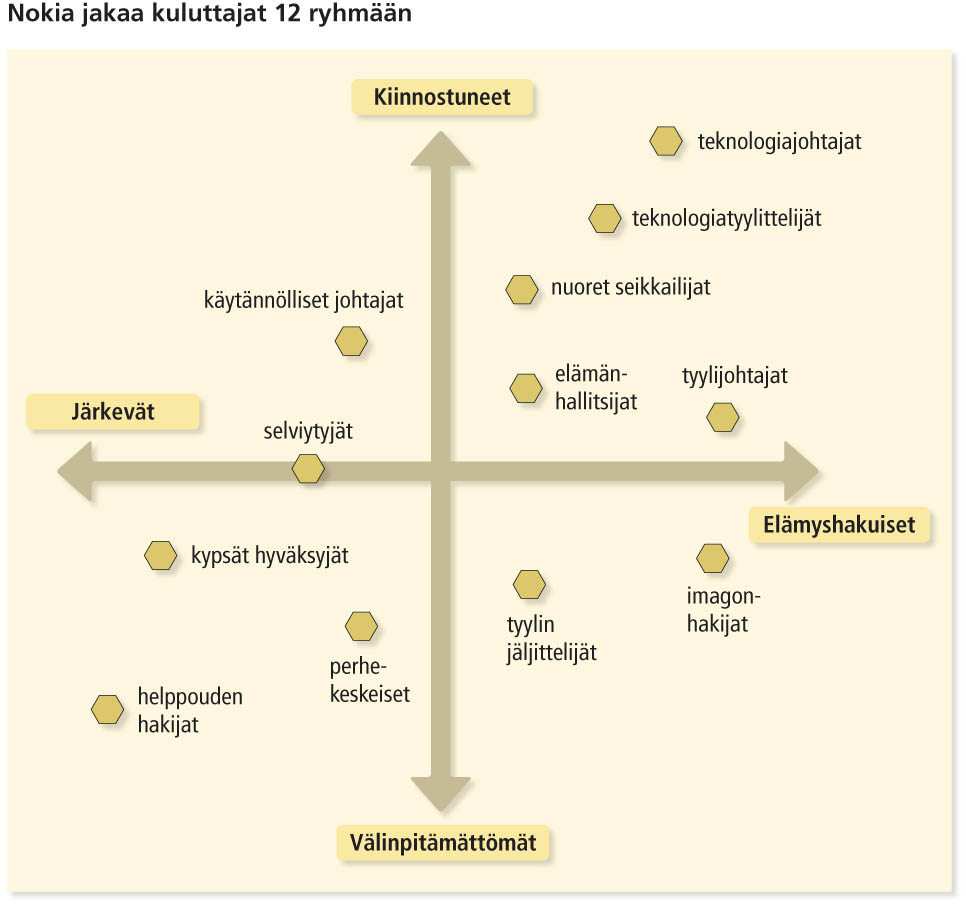 Nokia jakaa kuluttajat 12 ryhmään
Kiinnostuneet
teknologiajohtajat
teknologiatyylittelijät
nuoret seikkailijat
käytännölliset johtajat
elämän-
hallitsijat
tyylijohtajat
Järkevät
selviytyjät
Elämyshakuiset
kypsät hyväksyjät
imagon-
hakijat
tyylin
jäljittelijät
perhe-
keskeiset
helppouden
hakijat
Välinpitämättömät